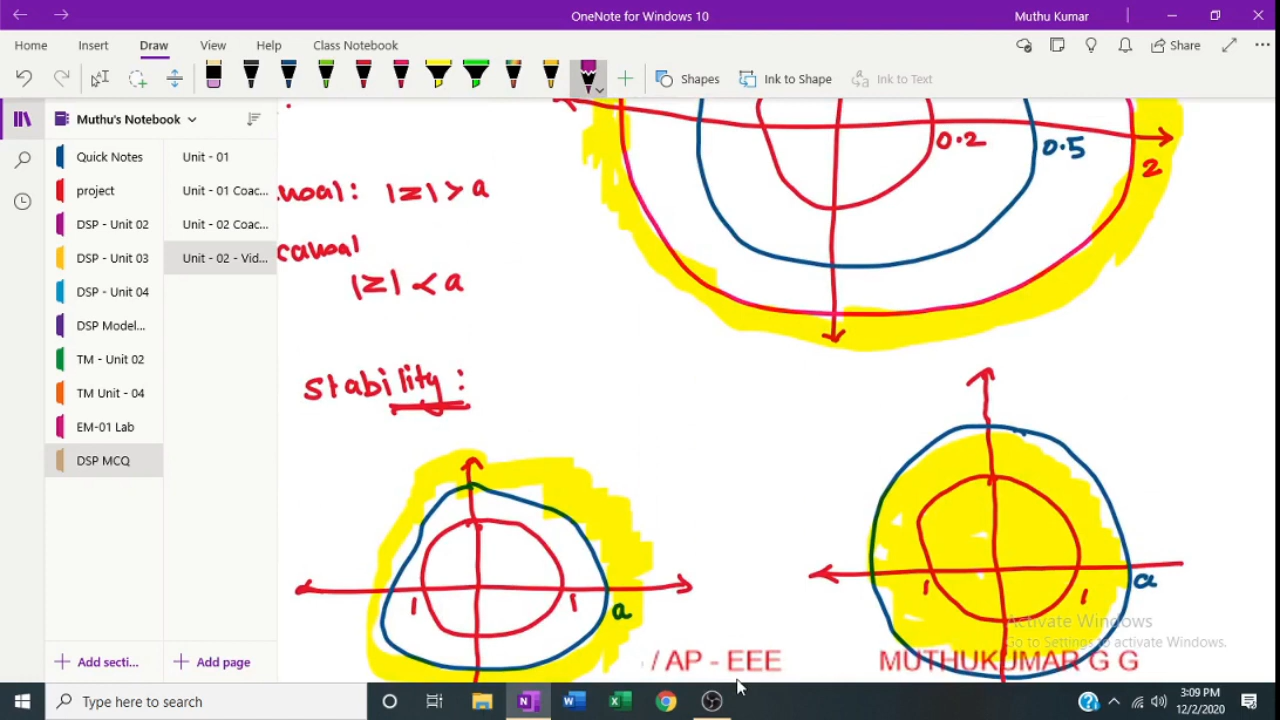 OneNote for Windows 10
Muthu Kumar
Home Insert Draw View Help Class Notebook
Share
Shapes
Ink to Shape
Ink to Text
Muthu's Notebook
Quick Notes
project
DSP - Unit 02
DSP - Unit 03
DSP - Unit 04
DSP Model...
TM - Unit 02
TM Unit - 04
EM-01 Lab
DSP MCQ
Add secti...
Unit - 01
Unit - 01 Coac...
Unit - 02 Coac...
Unit - 02 - Vid...
Add page
0.2
0.5
2
usal: |z| > a
causal
|z| < a
Stability:
1 1 a
1 1 a
Activate Windows
Go to Settings to activate Windows.
/ AP - EEE
MUTHUKUMAR G G
Type here to search
3:09 PM
12/2/2020